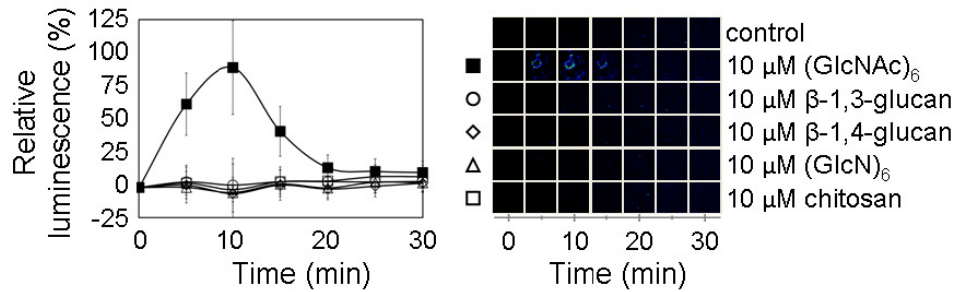 Relative
luminescence (%)
125
100
75
50
25
0
-25
0
10
20
30
Time (min)
control
10 µM (GlcNAc)6
10 µM β-1,3-glucan
10 µM β-1,4-glucan
10 µM (GlcN)6
10 µM chitosan
0
10
20
30
Time (min)